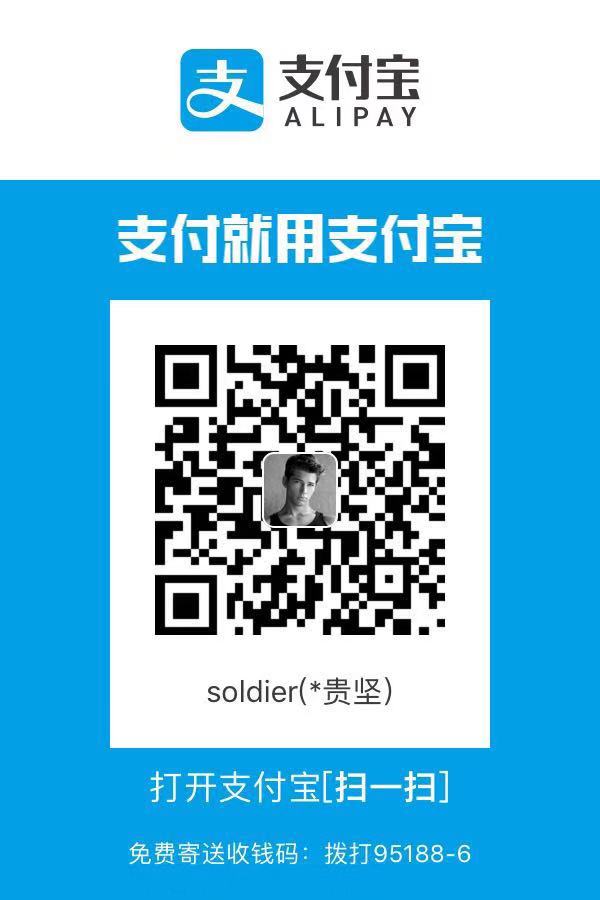 支
支付宝
ALIPAY
支付就用支付宝
soldier(*贵坚)
打开支付宝[扫一扫]
免费寄送收钱码：拨打95188-6